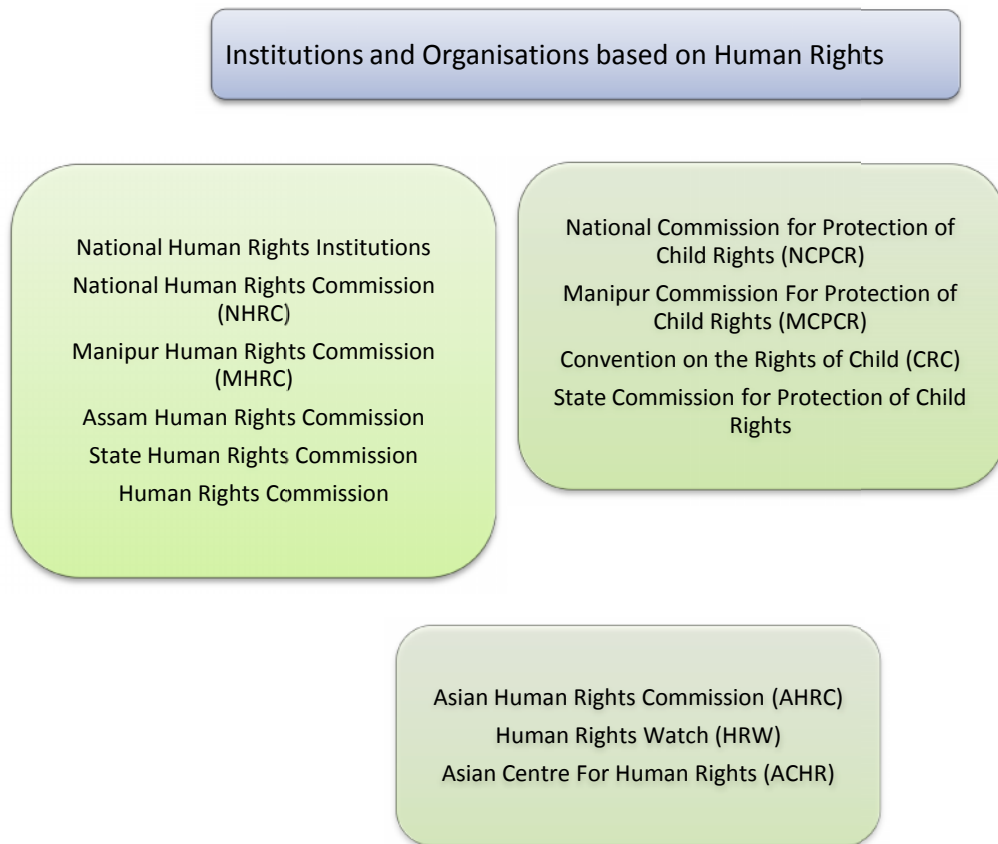 Institutions and Organisations based on Human Rights
National Human Rights Institutions
National Human Rights Commission
(NHRC)
Manipur Human Rights Commission
(MHRC)
Assam Human Rights Commission
State Human Rights Commission
Human Rights Commission
National Commission for Protection of
Child Rights (NCPCR)
Manipur Commission For Protection of
Child Rights (MCPCR)
Convention on the Rights of Child (CRC)
State Commission for Protection of Child
Rights
Asian Human Rights Commission (AHRC)
Human Rights Watch (HRW)
Asian Centre For Human Rights (ACHR)